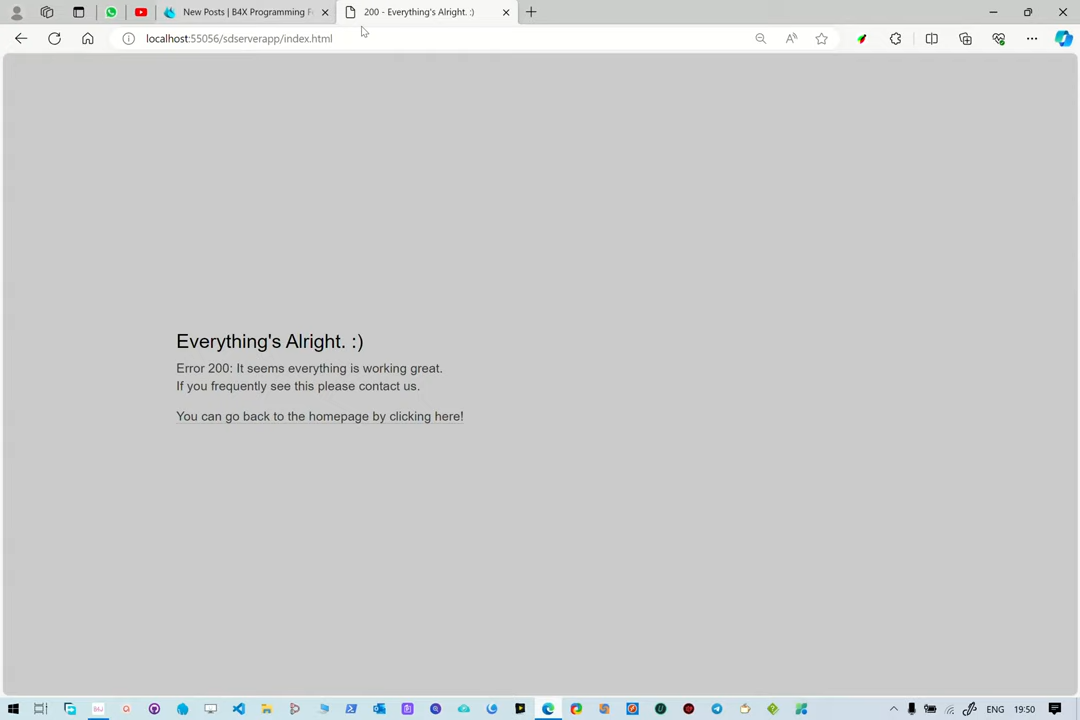 New Posts | B4X Programming F
200 - Everything's Alright. :)
localhost:55056/sdserverapp/index.html
Everything's Alright. :)
Error 200: It seems everything is working great.
If you frequently see this please contact us.
You can go back to the homepage by clicking here!
ENG
19:50